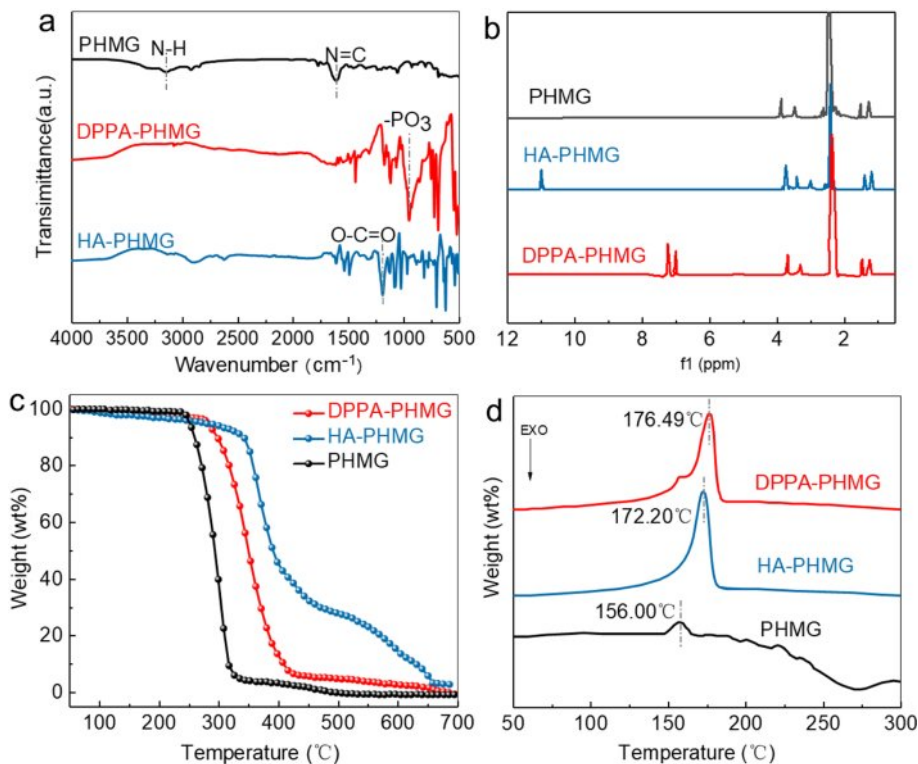 a
PHMG
N-H
N=C
DPPA-PHMG
-PO3
HA-PHMG
O-C=O
Transimittance(a.u.)
4000 3500 3000 2500 2000 1500 1000 500
Wavenumber (cm-1)
b
PHMG
HA-PHMG
DPPA-PHMG
12 11 10 8 6 4 2
f1 (ppm)
c
DPPA-PHMG
HA-PHMG
PHMG
Weight (wt%)
100
80
60
40
20
0
100 200 300 400 500 600 700
Temperature (℃)
d
EXO
176.49℃
DPPA-PHMG
172.20℃
HA-PHMG
156.00℃
PHMG
Weight (wt%)
50 100 150 200 250 300
Temperature (℃)